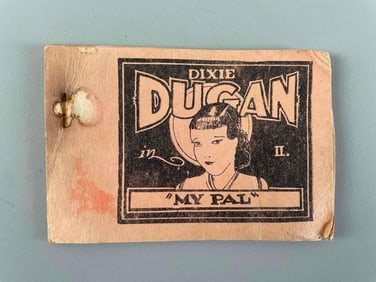 DIXIE
DUGAN
in II.
"MY PAL"